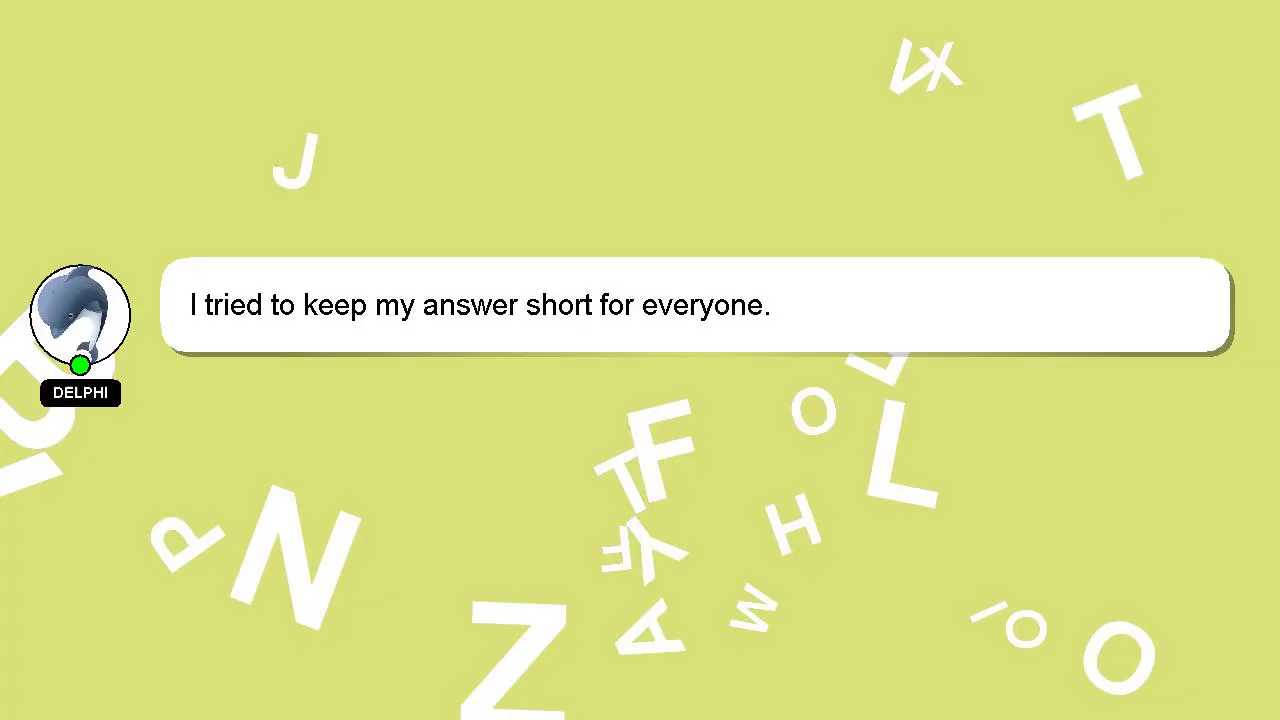 V X
T
J
I tried to keep my answer short for everyone.
DELPHI
L
O
F
L
T
P
N
H
F
Y
M
A
I
O
O
Z